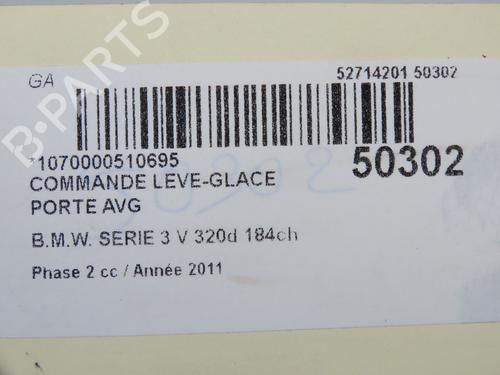 GA
52714201 50302
*1070000510695
50302
COMMANDE LEVE-GLACE
PORTE AVG
B.M.W. SERIE 3 V 320d 184ch
Phase 2 cc / Année 2011
B-PARTS
50302